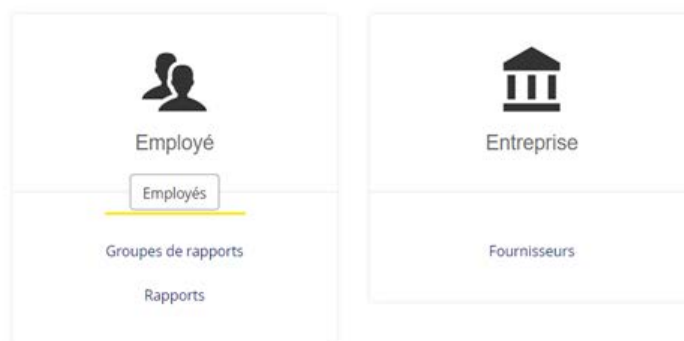 Employé
Employés
Groupes de rapports
Rapports
Entreprise
Fournisseurs